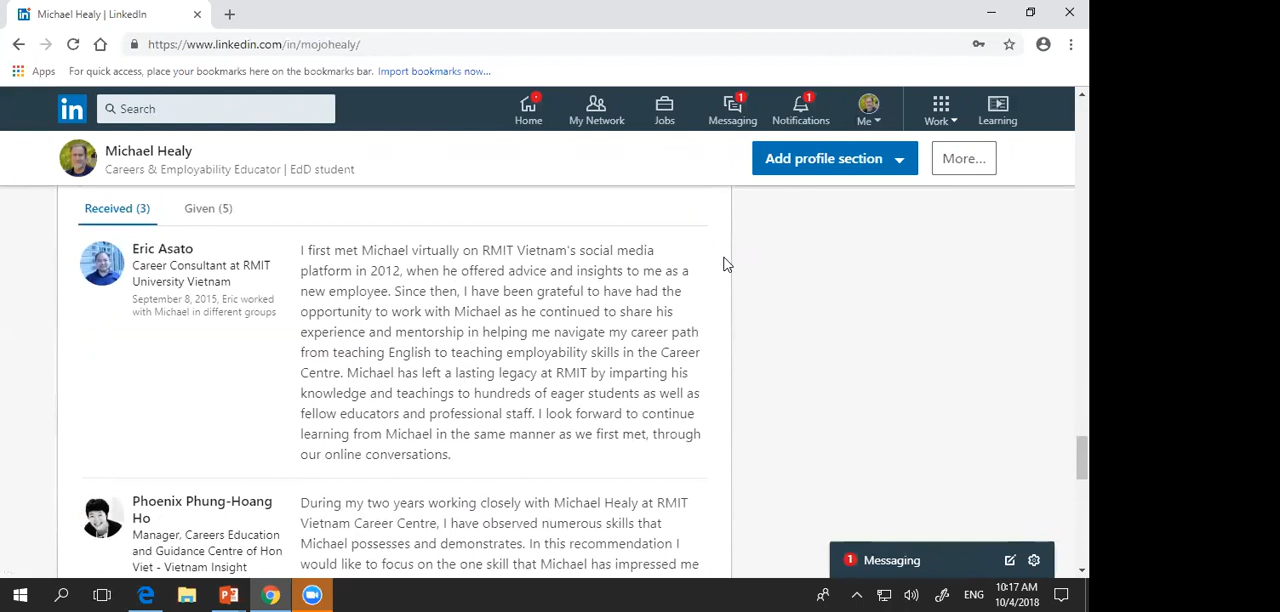 Michael Healy | LinkedIn
https://www.linkedin.com/in/mojohealy/
Apps For quick access, place your bookmarks here on the bookmarks bar. Import bookmarks now...
in
Search
Home
My Network
Jobs
1
Messaging
1
Notifications
Me
Work
Learning
Michael Healy
Careers & Employability Educator | EdD student
Add profile section
More...
Received (3)
Given (5)
Eric Asato
Career Consultant at RMIT
University Vietnam
September 8, 2015, Eric worked
with Michael in different groups
I first met Michael virtually on RMIT Vietnam's social media
platform in 2012, when he offered advice and insights to me as a
new employee. Since then, I have been grateful to have had the
opportunity to work with Michael as he continued to share his
experience and mentorship in helping me navigate my career path
from teaching English to teaching employability skills in the Career
Centre. Michael has left a lasting legacy at RMIT by imparting his
knowledge and teachings to hundreds of eager students as well as
fellow educators and professional staff. I look forward to continue
learning from Michael in the same manner as we first met, through
our online conversations.
Phoenix Phung-Hoang
Ho
Manager, Careers Education
and Guidance Centre of Hon
Viet - Vietnam Insight
During my two years working closely with Michael Healy at RMIT
Vietnam Career Centre, I have observed numerous skills that
Michael possesses and demonstrates. In this recommendation I
would like to focus on the one skill that Michael has impressed me
1 Messaging
ENG
10:17 AM
10/4/2018